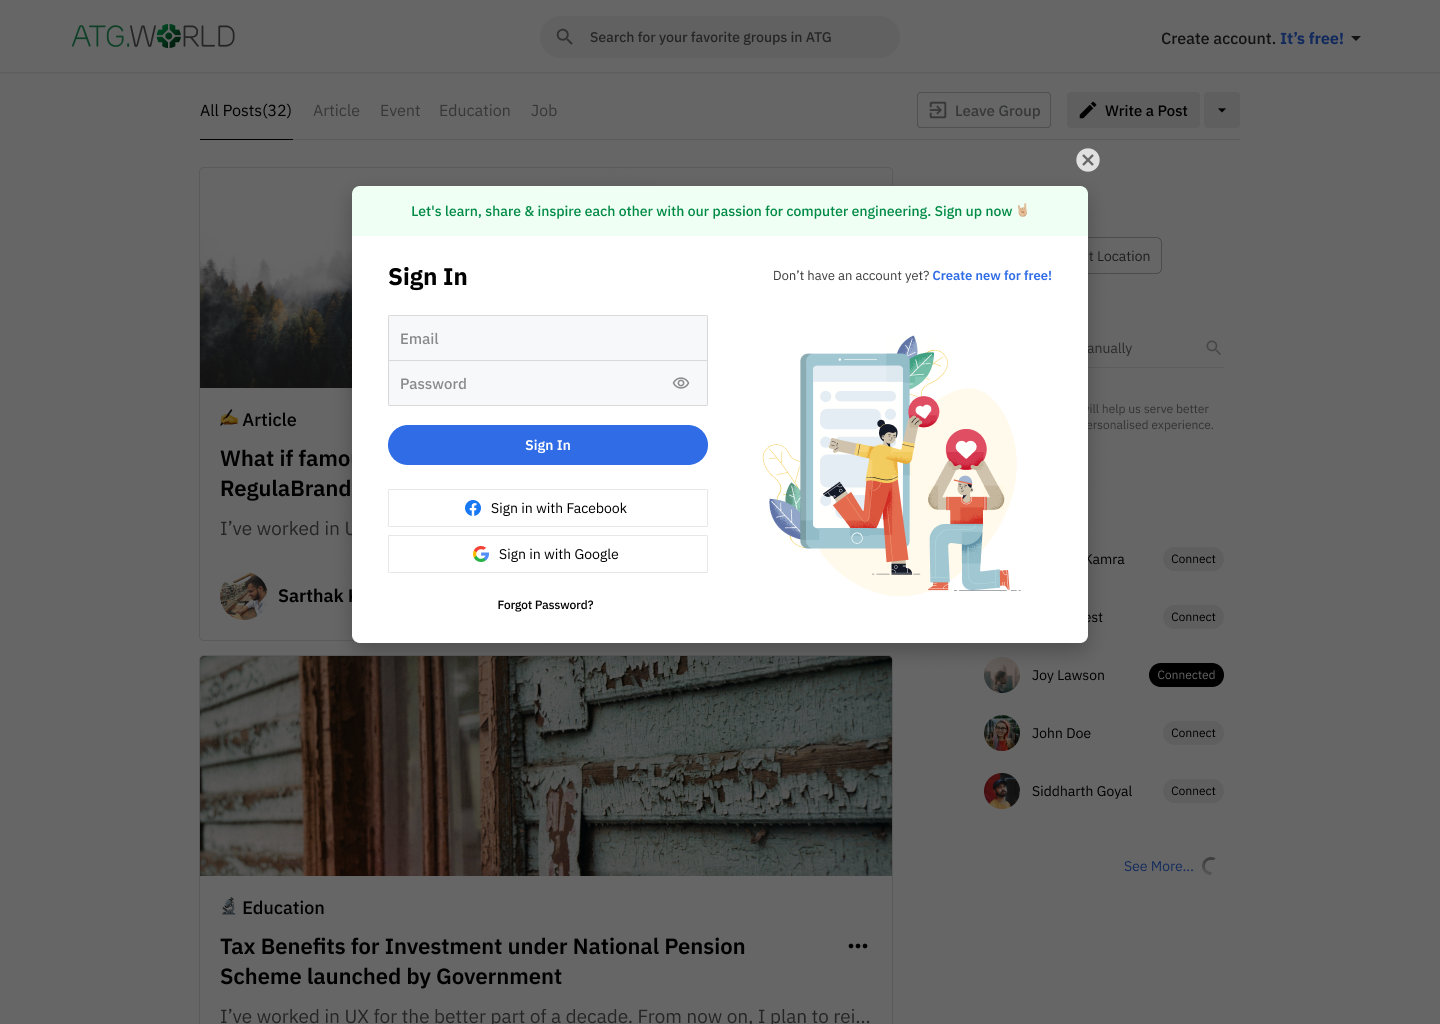 ATG.WORLD
Search for your favorite groups in ATG
Create account. It's free!
All Posts(32)
Article
Event
Education
Job
Leave Group
Write a Post
Let's learn, share & inspire each other with our passion for computer engineering. Sign up now 🤘🏼
Sign In
Don't have an account yet? Create new for free!
Email
Password
Sign In
Sign in with Facebook
Sign in with Google
Forgot Password?
Location
will help us serve better
personalised experience.
✍️ Article
What if famo
RegulaBrand
I've worked in U
Sarthak
Kamra
Connect
Connect
Joy Lawson
Connected
John Doe
Connect
Siddharth Goyal
Connect
See More...
🔬️ Education
Tax Benefits for Investment under National Pension
Scheme launched by Government
I've worked in UX for the better part of a decade. From now on, I plan to rei...